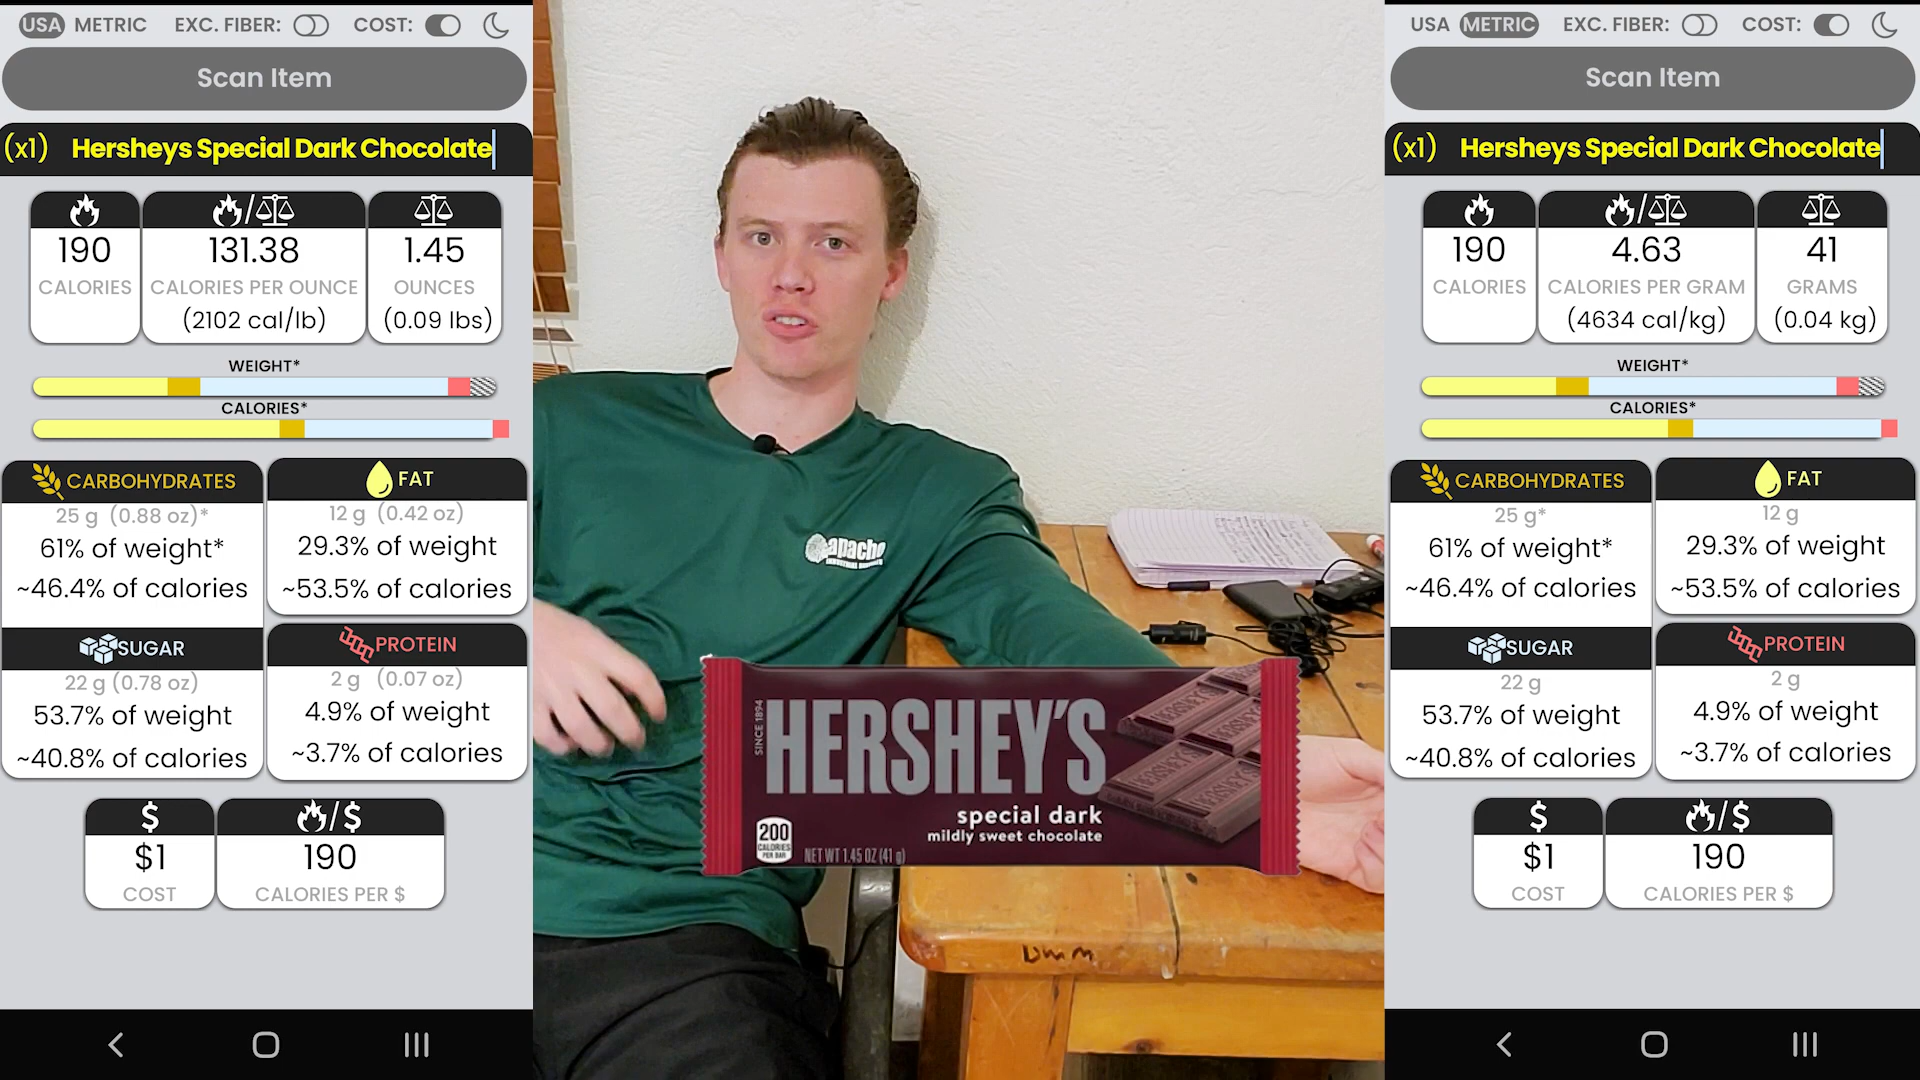 USA METRIC EXC. FIBER: COST:
Scan Item
(x1) Hersheys Special Dark Chocolate
190
CALORIES
131.38
CALORIES PER OUNCE
(2102 cal/lb)
1.45
OUNCES
(0.09 lbs)
WEIGHT*
CALORIES*
CARBOHYDRATES
25 g (0.88 oz)*
61% of weight*
~46.4% of calories
FAT
12 g (0.42 oz)
29.3% of weight
~53.5% of calories
SUGAR
22 g (0.78 oz)
53.7% of weight
~40.8% of calories
PROTEIN
2 g (0.07 oz)
4.9% of weight
~3.7% of calories
$
$1
COST
/$
190
CALORIES PER $
apache
SINCE 1894
HERSHEY'S
special dark
mildly sweet chocolate
200
CALORIES
PER BAR
NET WT 1.45 OZ (41 g)
HERSHEY'S
HERSHEY'S
Dmm
USA METRIC EXC. FIBER: COST:
Scan Item
(x1) Hersheys Special Dark Chocolate
190
CALORIES
4.63
CALORIES PER GRAM
(4634 cal/kg)
41
GRAMS
(0.04 kg)
WEIGHT*
CALORIES*
CARBOHYDRATES
25 g*
61% of weight*
~46.4% of calories
FAT
12 g
29.3% of weight
~53.5% of calories
SUGAR
22 g
53.7% of weight
~40.8% of calories
PROTEIN
2 g
4.9% of weight
~3.7% of calories
$
$1
COST
/$
190
CALORIES PER $